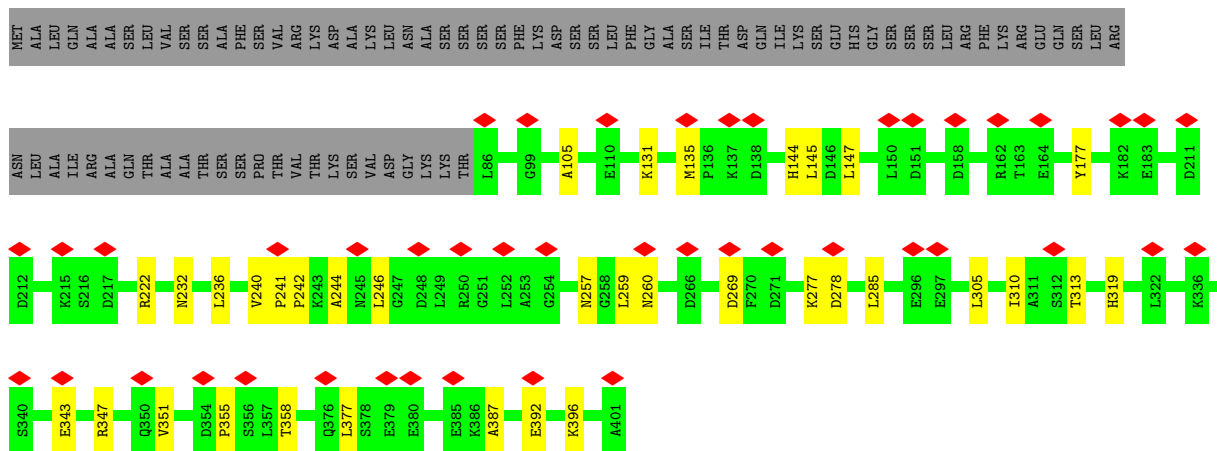 MET ALA LEU GLN ALA ALA SER LEU VAL SER SER ALA PHE SER VAL ARG LYS ASP ALA LYS LEU ASN ALA SER SER SER SER PHE LYS ASP SER SER LEU PHE GLY ALA SER ILE THR ASP GLN ILE LYS SER GLU HIS GLY SER SER SER LEU ARG PHE LYS ARG GLU GLN SER LEU ARG
ASN LEU ALA ILE ARG ALA GLN THR ALA ALA THR SER SER PRO THR VAL THR LYS SER VAL ASP GLY LYS LYS THR L86 G99 A105 E110 K131 M135 P136 K137 D138 H144 L145 D146 L147 L150 D151 D158 R162 T163 E164 Y177 K182 E183 D211
D212 K215 S216 D217 R222 N232 L236 V240 P241 P242 K243 A244 N245 L246 G247 D248 L249 R250 G251 L252 A253 G254 N257 G258 L259 N260 D266 D269 F270 D271 K277 D278 L285 E296 E297 L305 I310 A311 S312 T313 H319 L322 K336
S340 E343 R347 Q350 V351 D354 P355 S356 L357 T358 Q376 L377 S378 E379 E380 E385 K386 A387 E392 K396 A401